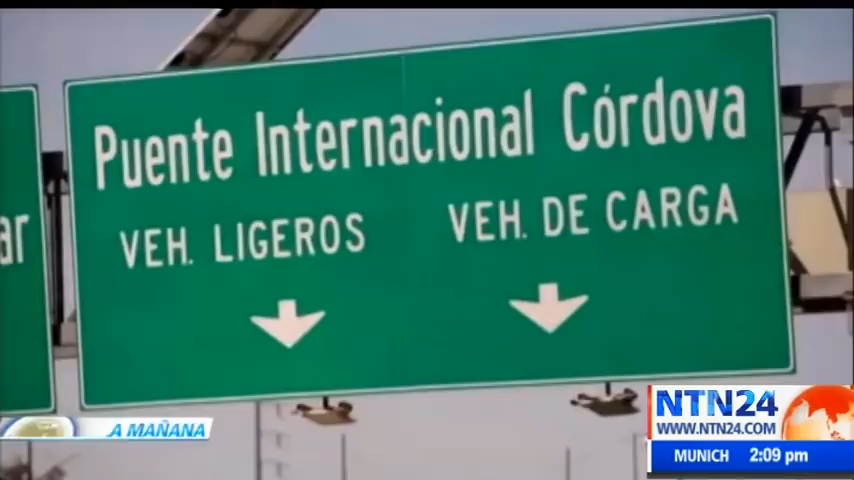 Puente Internacional Córdova
VEH. LIGEROS
VEH. DE CARGA
ar
A MAÑANA
NTN24
WWW.NTN24.COM
MUNICH 2:09 pm